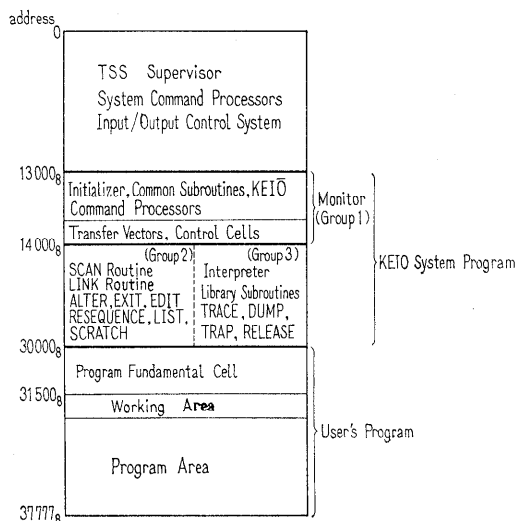 address
0
TSS Supervisor
System Command Processors
Input/Output Control System
13000₈
Initializer, Common Subroutines, KEIŌ
Command Processors
Transfer Vectors, Control Cells
Monitor
(Group 1)
14000₈
(Group 2)
SCAN Routine
LINK Routine
ALTER, EXIT, EDIT
RESEQUENCE, LIST,
SCRATCH
(Group 3)
Interpreter
Library Subroutines
TRACE, DUMP,
TRAP, RELEASE
KEIO System Program
30000₈
Program Fundamental Cell
31500₈
Working Area
Program Area
User's Program
37777₈